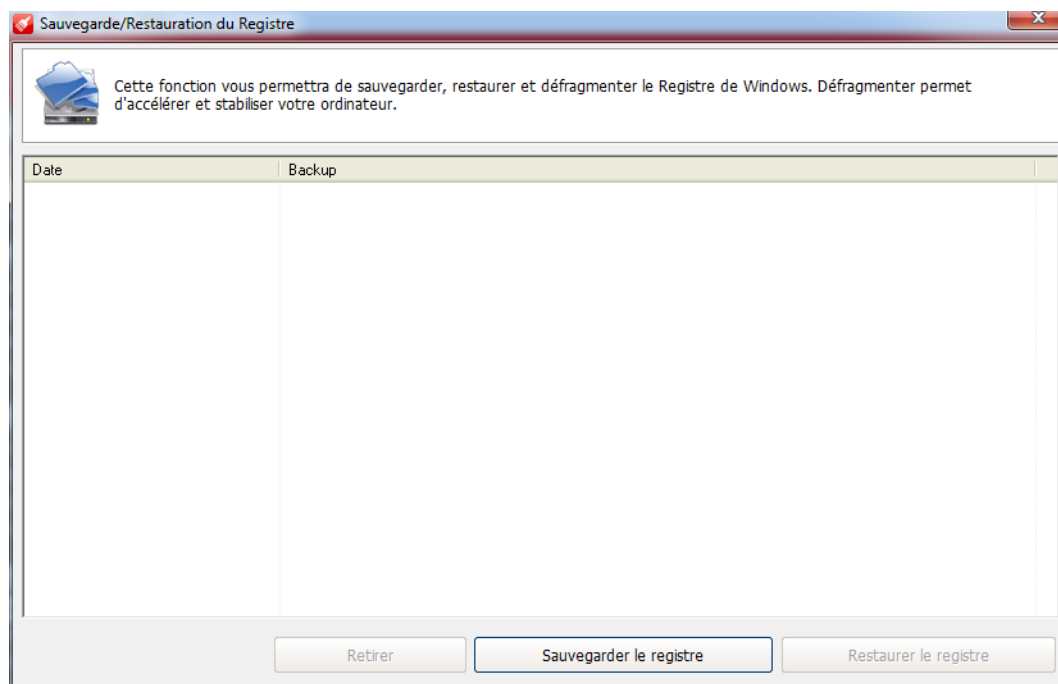 Sauvegarde/Restauration du Registre
Cette fonction vous permettra de sauvegarder, restaurer et défragmenter le Registre de Windows. Défragmenter permet
d'accélérer et stabiliser votre ordinateur.
Date Backup
Retirer Sauvegarder le registre Restaurer le registre